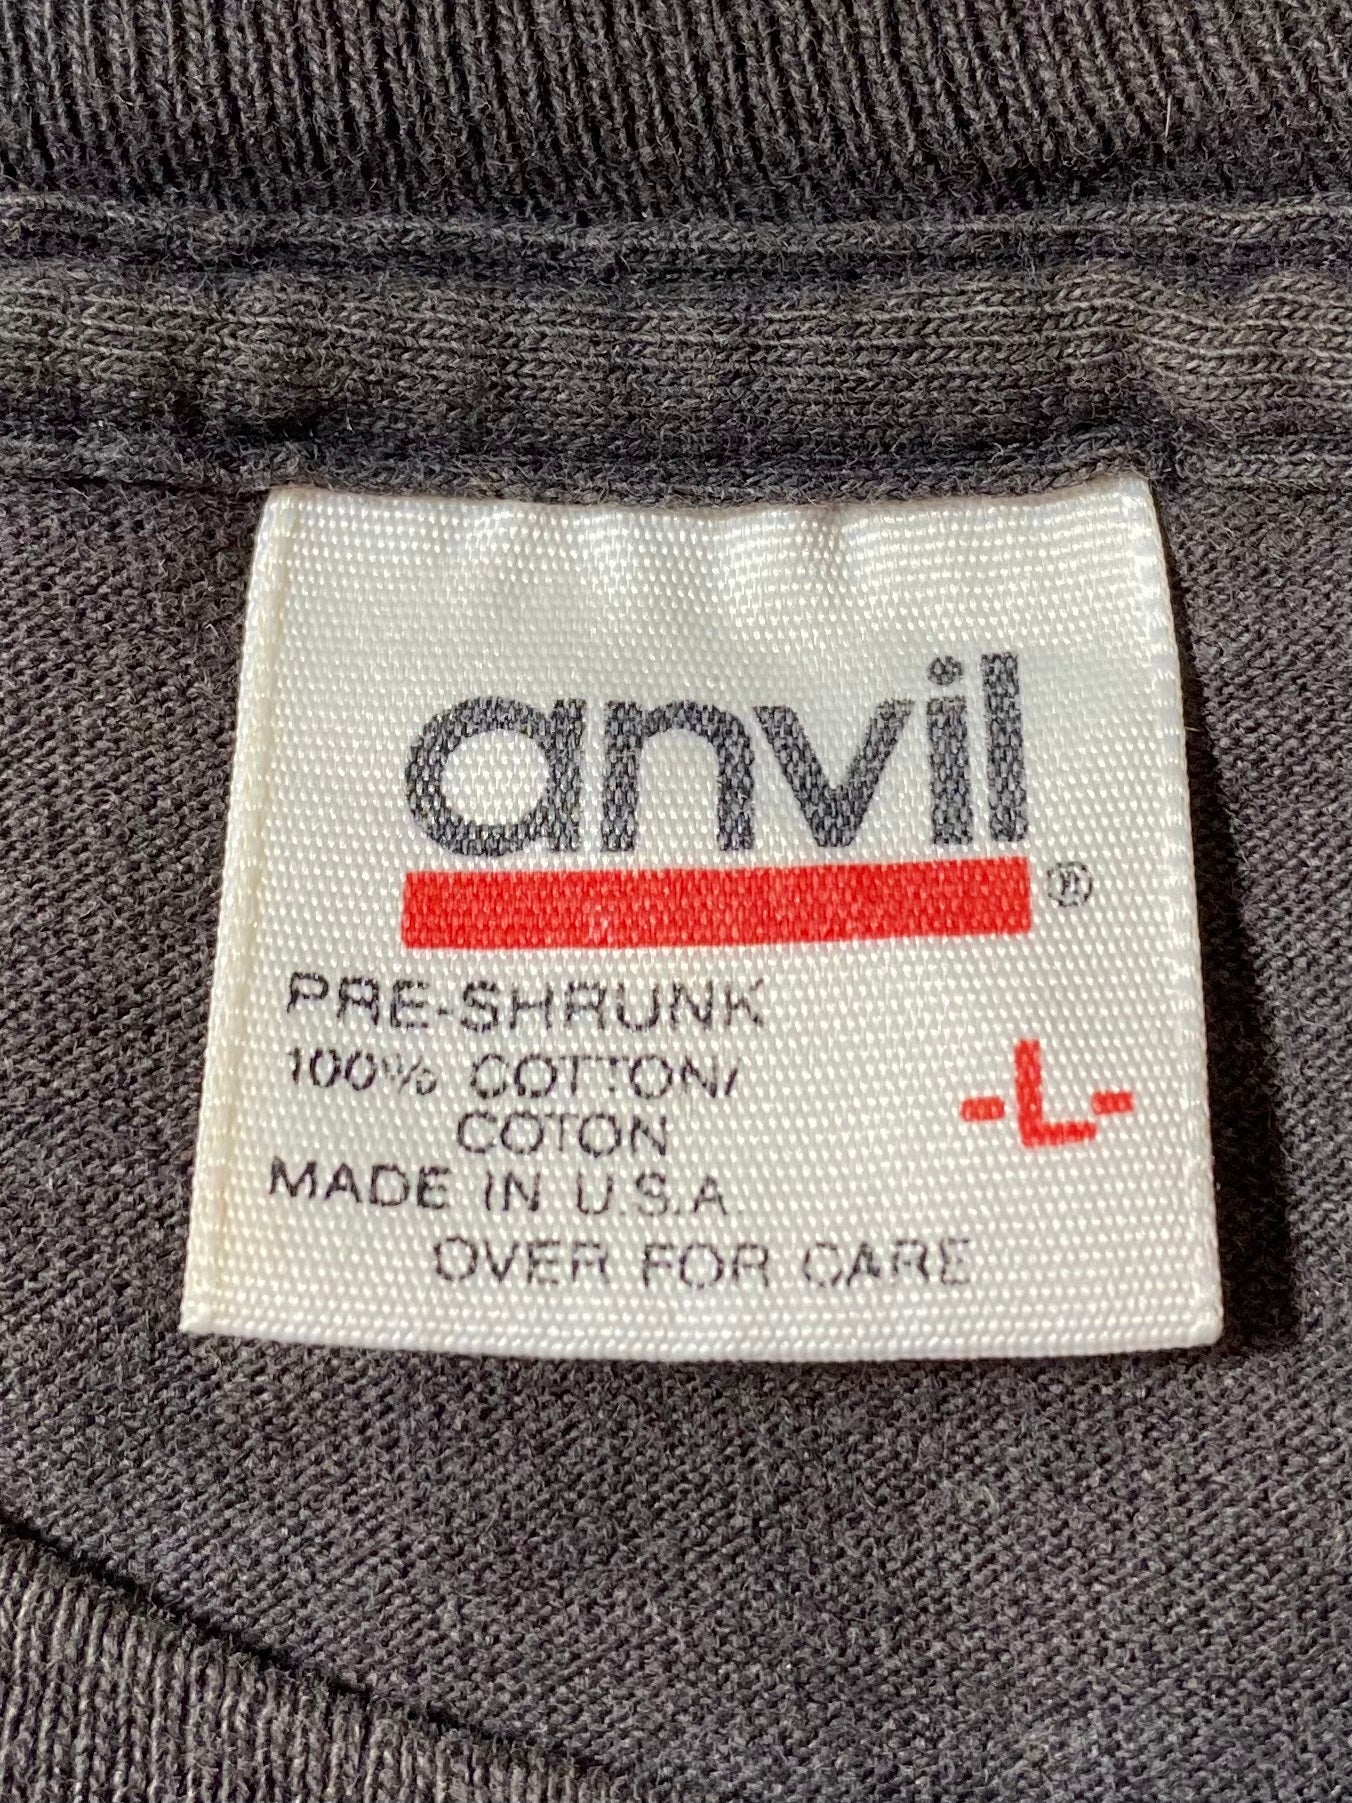 anvil
®
PRE-SHRUNK
100% COTTON/
COTON
-L-
MADE IN U.S.A.
OVER FOR CARE